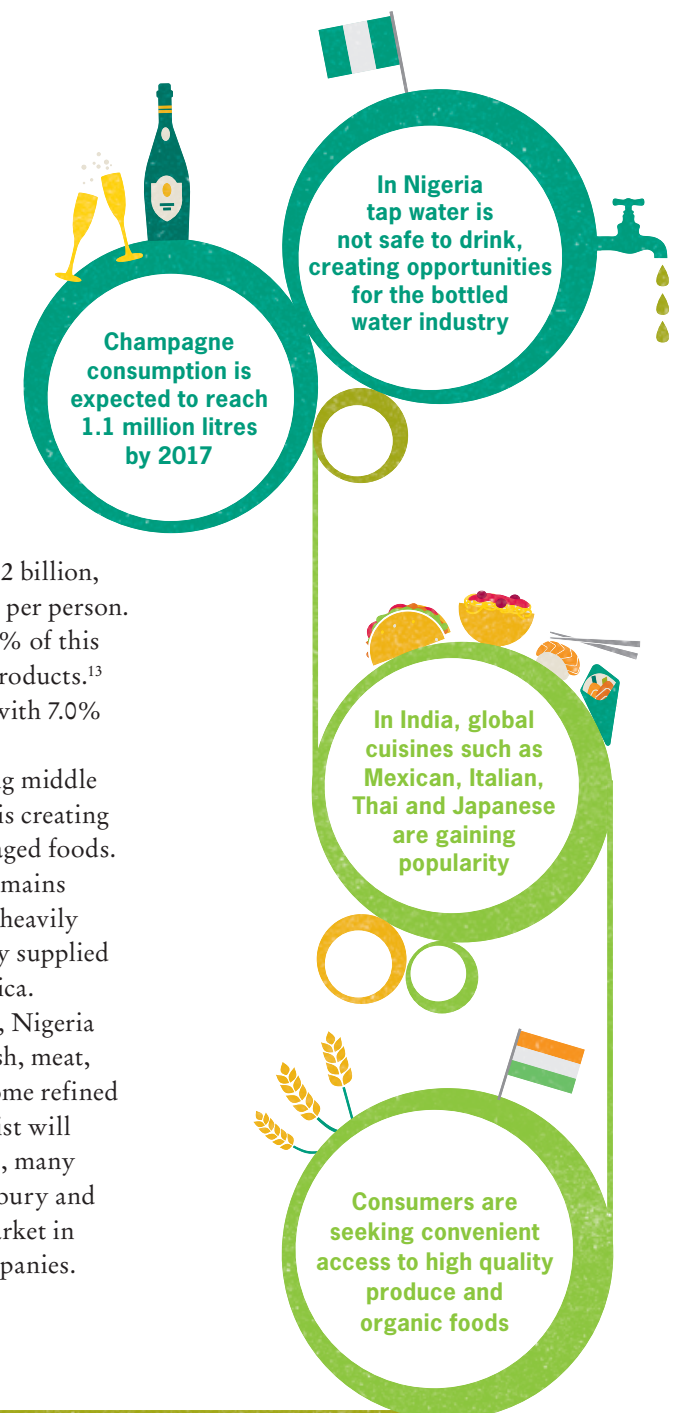 In Nigeria
tap water is
not safe to drink,
creating opportunities
for the bottled
water industry
Champagne
consumption is
expected to reach
1.1 million litres
by 2017
2 billion,
per person.
% of this
roducts.¹³
with 7.0%
ng middle
is creating
aged foods.
mains
heavily
y supplied
ica.
, Nigeria
sh, meat,
ome refined
ist will
, many
bury and
arket in
panies.
In India, global
cuisines such as
Mexican, Italian,
Thai and Japanese
are gaining
popularity
Consumers are
seeking convenient
access to high quality
produce and
organic foods